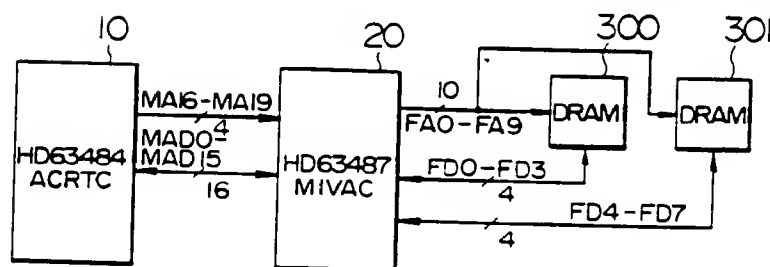 10
20
300
301
MA16-MA19
4
MAD0-
MAD15
16
HD63484
ACRTC
HD63487
MIVAC
10
FA0-FA9
DRAM
DRAM
FD0-FD3
4
FD4-FD7
4